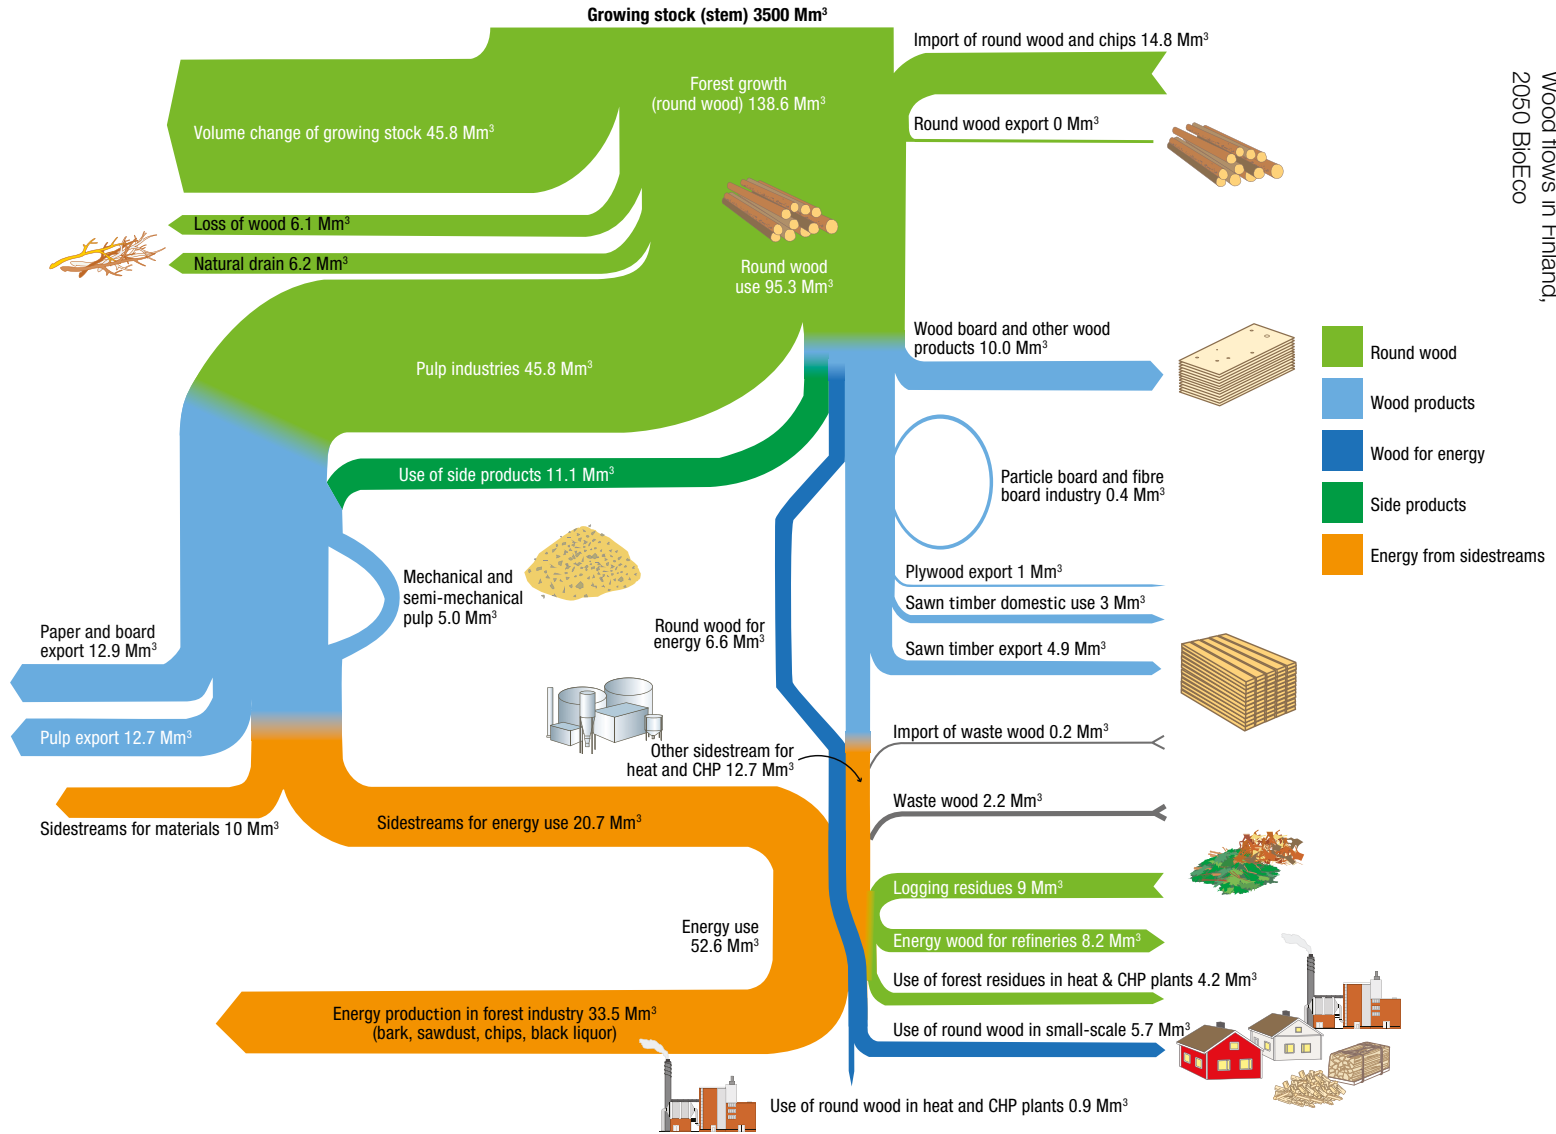 Growing stock (stem) 3500 Mm³
Import of round wood and chips 14.8 Mm³
Forest growth
(round wood) 138.6 Mm³
Volume change of growing stock 45.8 Mm³
Round wood export 0 Mm³
Wood flows in Finland,
2050 BioEco
Loss of wood 6.1 Mm³
Natural drain 6.2 Mm³
Round wood
use 95.3 Mm³
Wood board and other wood
products 10.0 Mm³
Pulp industries 45.8 Mm³
Round wood
Wood products
Wood for energy
Side products
Energy from sidestreams
Use of side products 11.1 Mm³
Particle board and fibre
board industry 0.4 Mm³
Mechanical and
semi-mechanical
pulp 5.0 Mm³
Plywood export 1 Mm³
Sawn timber domestic use 3 Mm³
Sawn timber export 4.9 Mm³
Round wood for
energy 6.6 Mm³
Paper and board
export 12.9 Mm³
Pulp export 12.7 Mm³
Other sidestream for
heat and CHP 12.7 Mm³
Import of waste wood 0.2 Mm³
Waste wood 2.2 Mm³
Sidestreams for materials 10 Mm³
Sidestreams for energy use 20.7 Mm³
Logging residues 9 Mm³
Energy use
52.6 Mm³
Energy wood for refineries 8.2 Mm³
Use of forest residues in heat & CHP plants 4.2 Mm³
Energy production in forest industry 33.5 Mm³
(bark, sawdust, chips, black liquor)
Use of round wood in small-scale 5.7 Mm³
Use of round wood in heat and CHP plants 0.9 Mm³